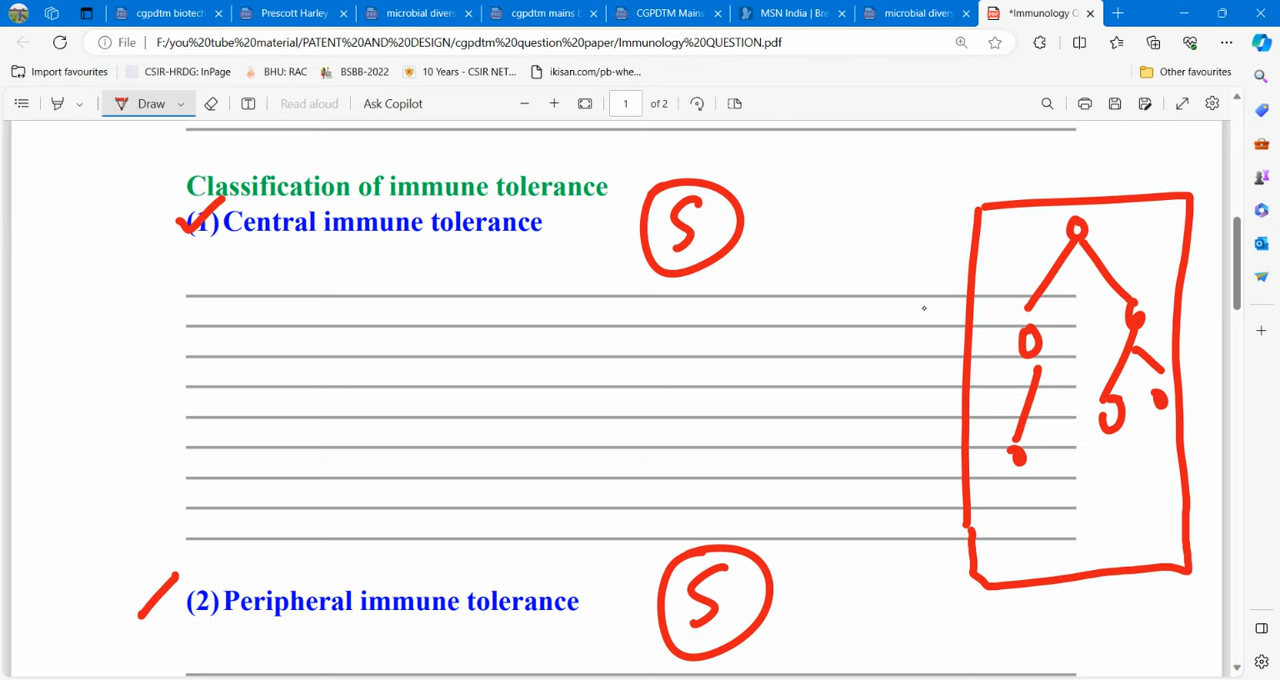 cgpdtm biotech
Prescott Harley
microbial divers
cgpdtm mains t
CGPDTM Mains
MSN India | Bre
microbial divers
*Immunology Q
File
F:/you%20tube%20material/PATENT%20AND%20DESIGN/cgpdtm%20question%20paper/Immunology%20QUESTION.pdf
Import favourites
CSIR-HRDG: InPage
BHU: RAC
BSBB-2022
10 Years - CSIR NET...
ikisan.com/pb-whe...
Other favourites
Draw
Read aloud
Ask Copilot
1
of 2
Classification of immune tolerance
(1) Central immune tolerance
S
(2) Peripheral immune tolerance
S